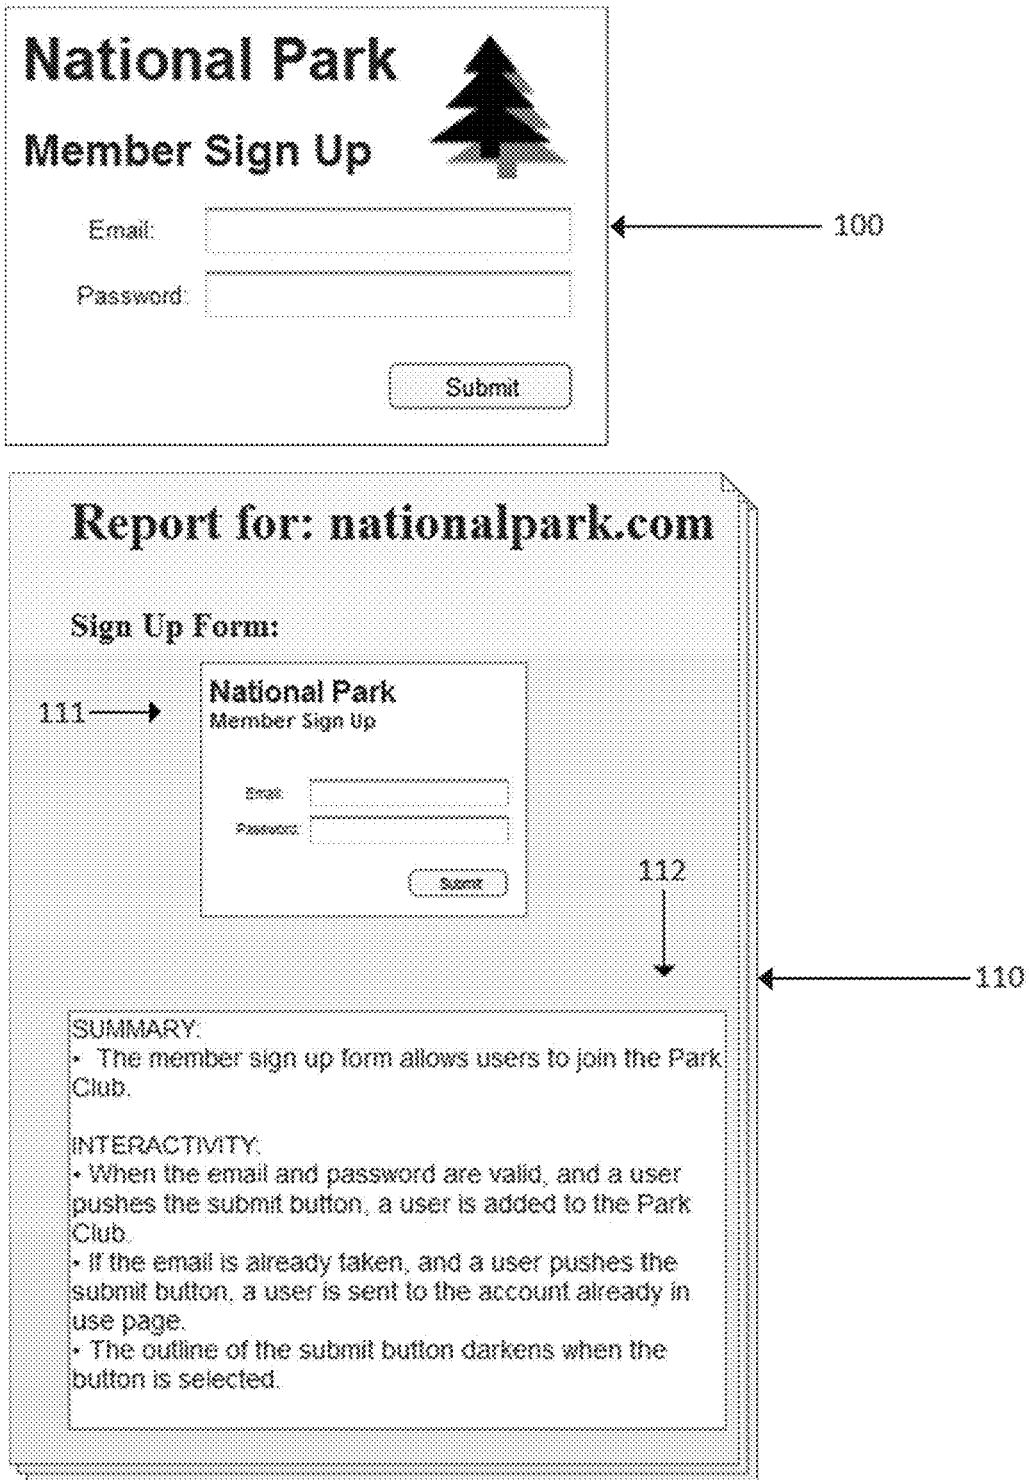 National Park
Member Sign Up
Email:
Password:
Submit
100
Report for: nationalpark.com
Sign Up Form:
111
National Park
Member Sign Up
Email:
Password:
Submit
112
110
SUMMARY:
• The member sign up form allows users to join the Park
Club.
INTERACTIVITY:
• When the email and password are valid, and a user
pushes the submit button, a user is added to the Park
Club.
• If the email is already taken, and a user pushes the
submit button, a user is sent to the account already in
use page.
• The outline of the submit button darkens when the
button is selected.